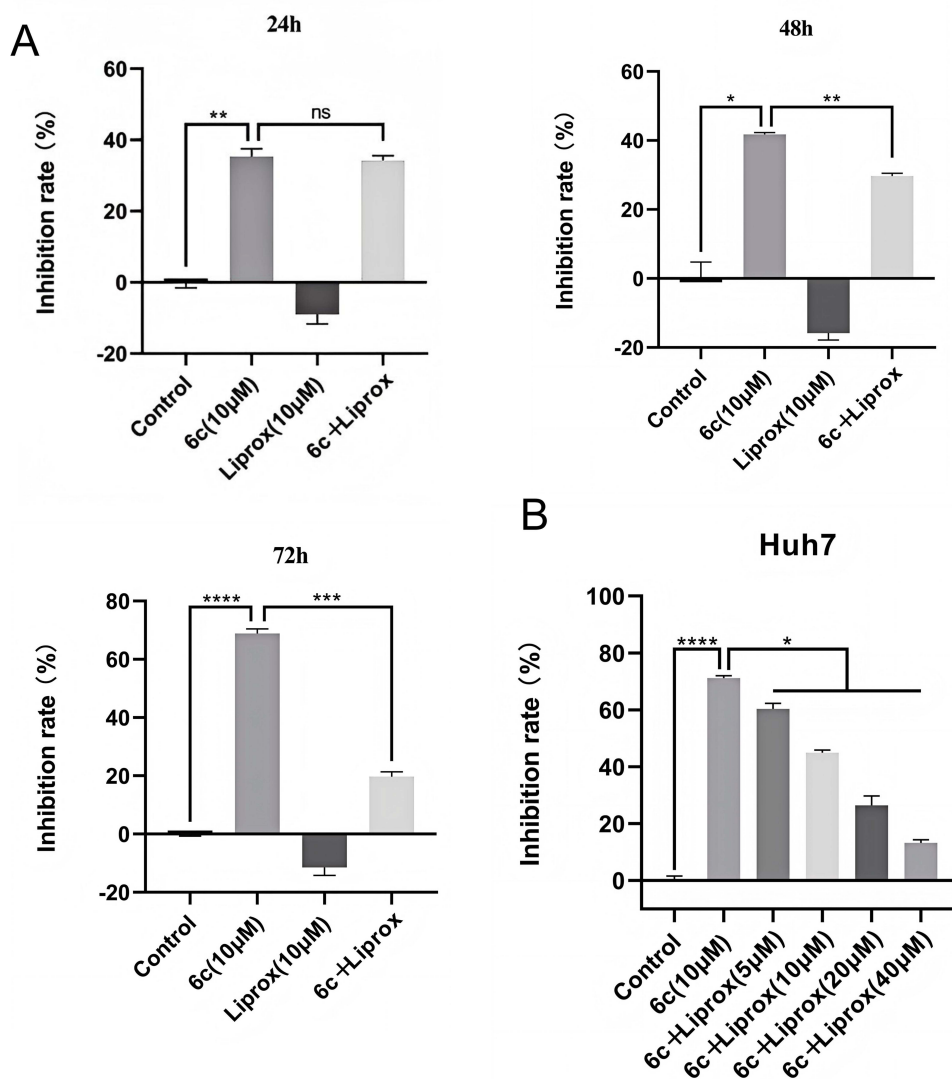 A
24h
Inhibition rate (%)
60
40
20
0
-20
**
ns
Control
6c(10μM)
Liprox(10μM)
6c+Liprox
48h
Inhibition rate (%)
60
40
20
0
-20
*
**
Control
6c(10μM)
Liprox(10μM)
6c+Liprox
72h
Inhibition rate (%)
80
60
40
20
0
-20
****
***
Control
6c(10μM)
Liprox(10μM)
6c+Liprox
B
Huh7
Inhibition rate (%)
100
80
60
40
20
0
****
*
Control
6c(10μM)
6c+Liprox(5μM)
6c+Liprox(10μM)
6c+Liprox(20μM)
6c+Liprox(40μM)